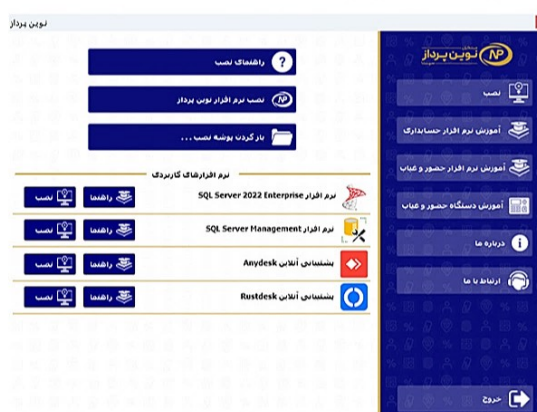 نوین پرداز
نوین پرداز
نصب
آموزش نرم افزار حسابداری
آموزش نرم افزار حضور و غیاب
آموزش دستگاه حضور و غیاب
درباره ما
ارتباط با ما
خروج
راهنمای نصب
نصب نرم افزار نوین پرداز
باز کردن پوشه نصب ...
نرم افزارهای کاربردی
نرم افزار SQL Server 2022 Enterprise راهنما نصب
نرم افزار SQL Server Management راهنما نصب
پشتیبانی آنلاین Anydesk راهنما نصب
پشتیبانی آنلاین Rustdesk راهنما نصب